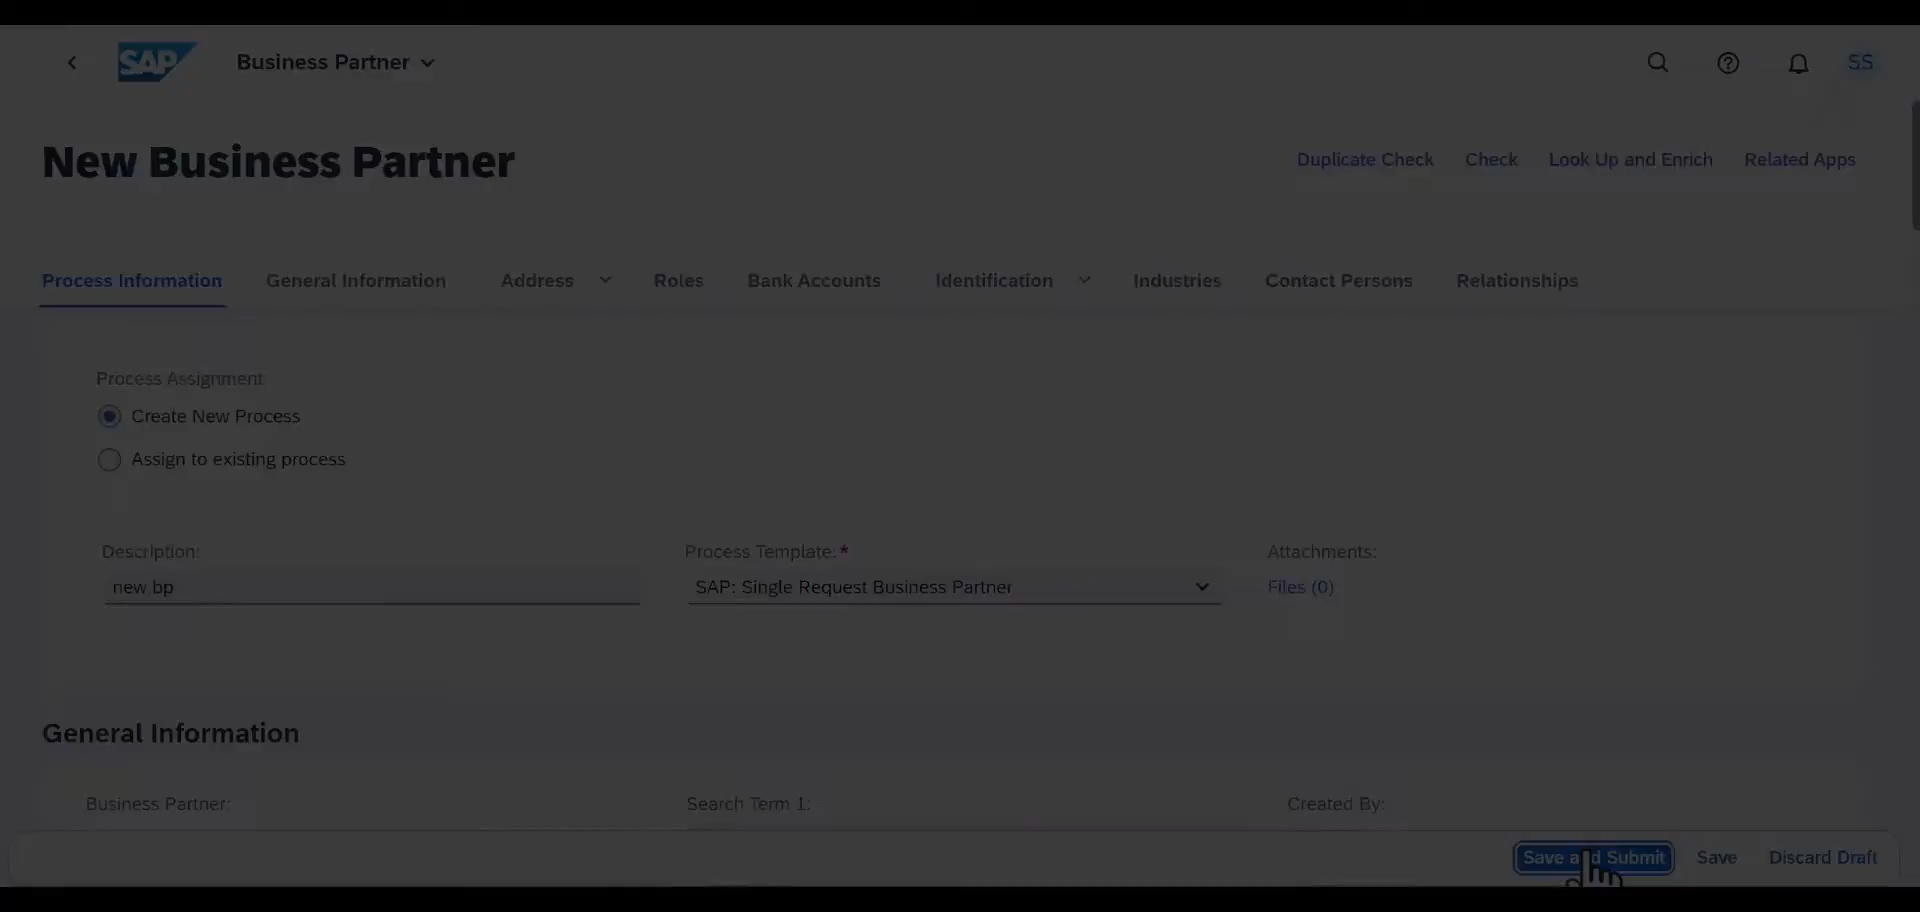 SAP Business Partner SS
New Business Partner
Duplicate Check Check Look Up and Enrich Related Apps
Process Information General Information Address Roles Bank Accounts Identification Industries Contact Persons Relationships
Process Assignment
Create New Process
Assign to existing process
Description: Process Template:* Attachments:
new bp SAP: Single Request Business Partner Files (0)
General Information
Business Partner: Search Term 1: Created By:
Save and Submit Save Discard Draft